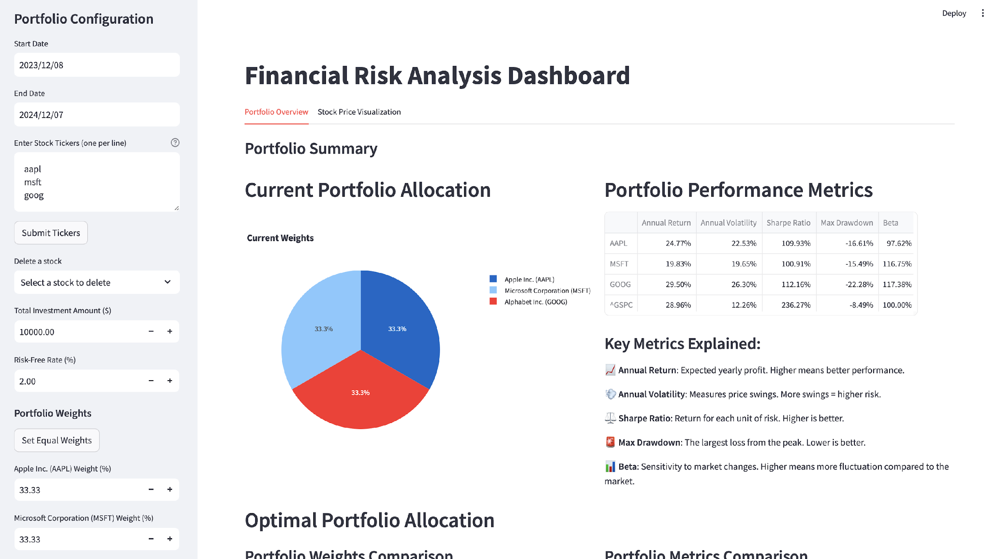 Portfolio Configuration
Start Date
2023/12/08
End Date
2024/12/07
Enter Stock Tickers (one per line)
aapl
msft
goog
Submit Tickers
Delete a stock
Select a stock to delete
Total Investment Amount ($)
10000.00
Risk-Free Rate (%)
2.00
Portfolio Weights
Set Equal Weights
Apple Inc. (AAPL) Weight (%)
33.33
Microsoft Corporation (MSFT) Weight (%)
33.33
Deploy
Financial Risk Analysis Dashboard
Portfolio Overview Stock Price Visualization
Portfolio Summary
Current Portfolio Allocation
Current Weights
Apple Inc. (AAPL)
Microsoft Corporation (MSFT)
Alphabet Inc. (GOOG)
33.3% 33.3%
33.3%
Portfolio Performance Metrics
Annual Return Annual Volatility Sharpe Ratio Max Drawdown Beta
AAPL 24.77% 22.53% 109.93% -16.61% 97.62%
MSFT 19.83% 19.65% 100.91% -15.49% 116.75%
GOOG 29.50% 26.30% 112.16% -22.28% 117.38%
^GSPC 28.96% 12.26% 236.27% -8.49% 100.00%
Key Metrics Explained:
Annual Return: Expected yearly profit. Higher means better performance.
Annual Volatility: Measures price swings. More swings = higher risk.
Sharpe Ratio: Return for each unit of risk. Higher is better.
Max Drawdown: The largest loss from the peak. Lower is better.
Beta: Sensitivity to market changes. Higher means more fluctuation compared to the
market.
Optimal Portfolio Allocation
Portfolio Weights Comparison
Portfolio Metrics Comparison